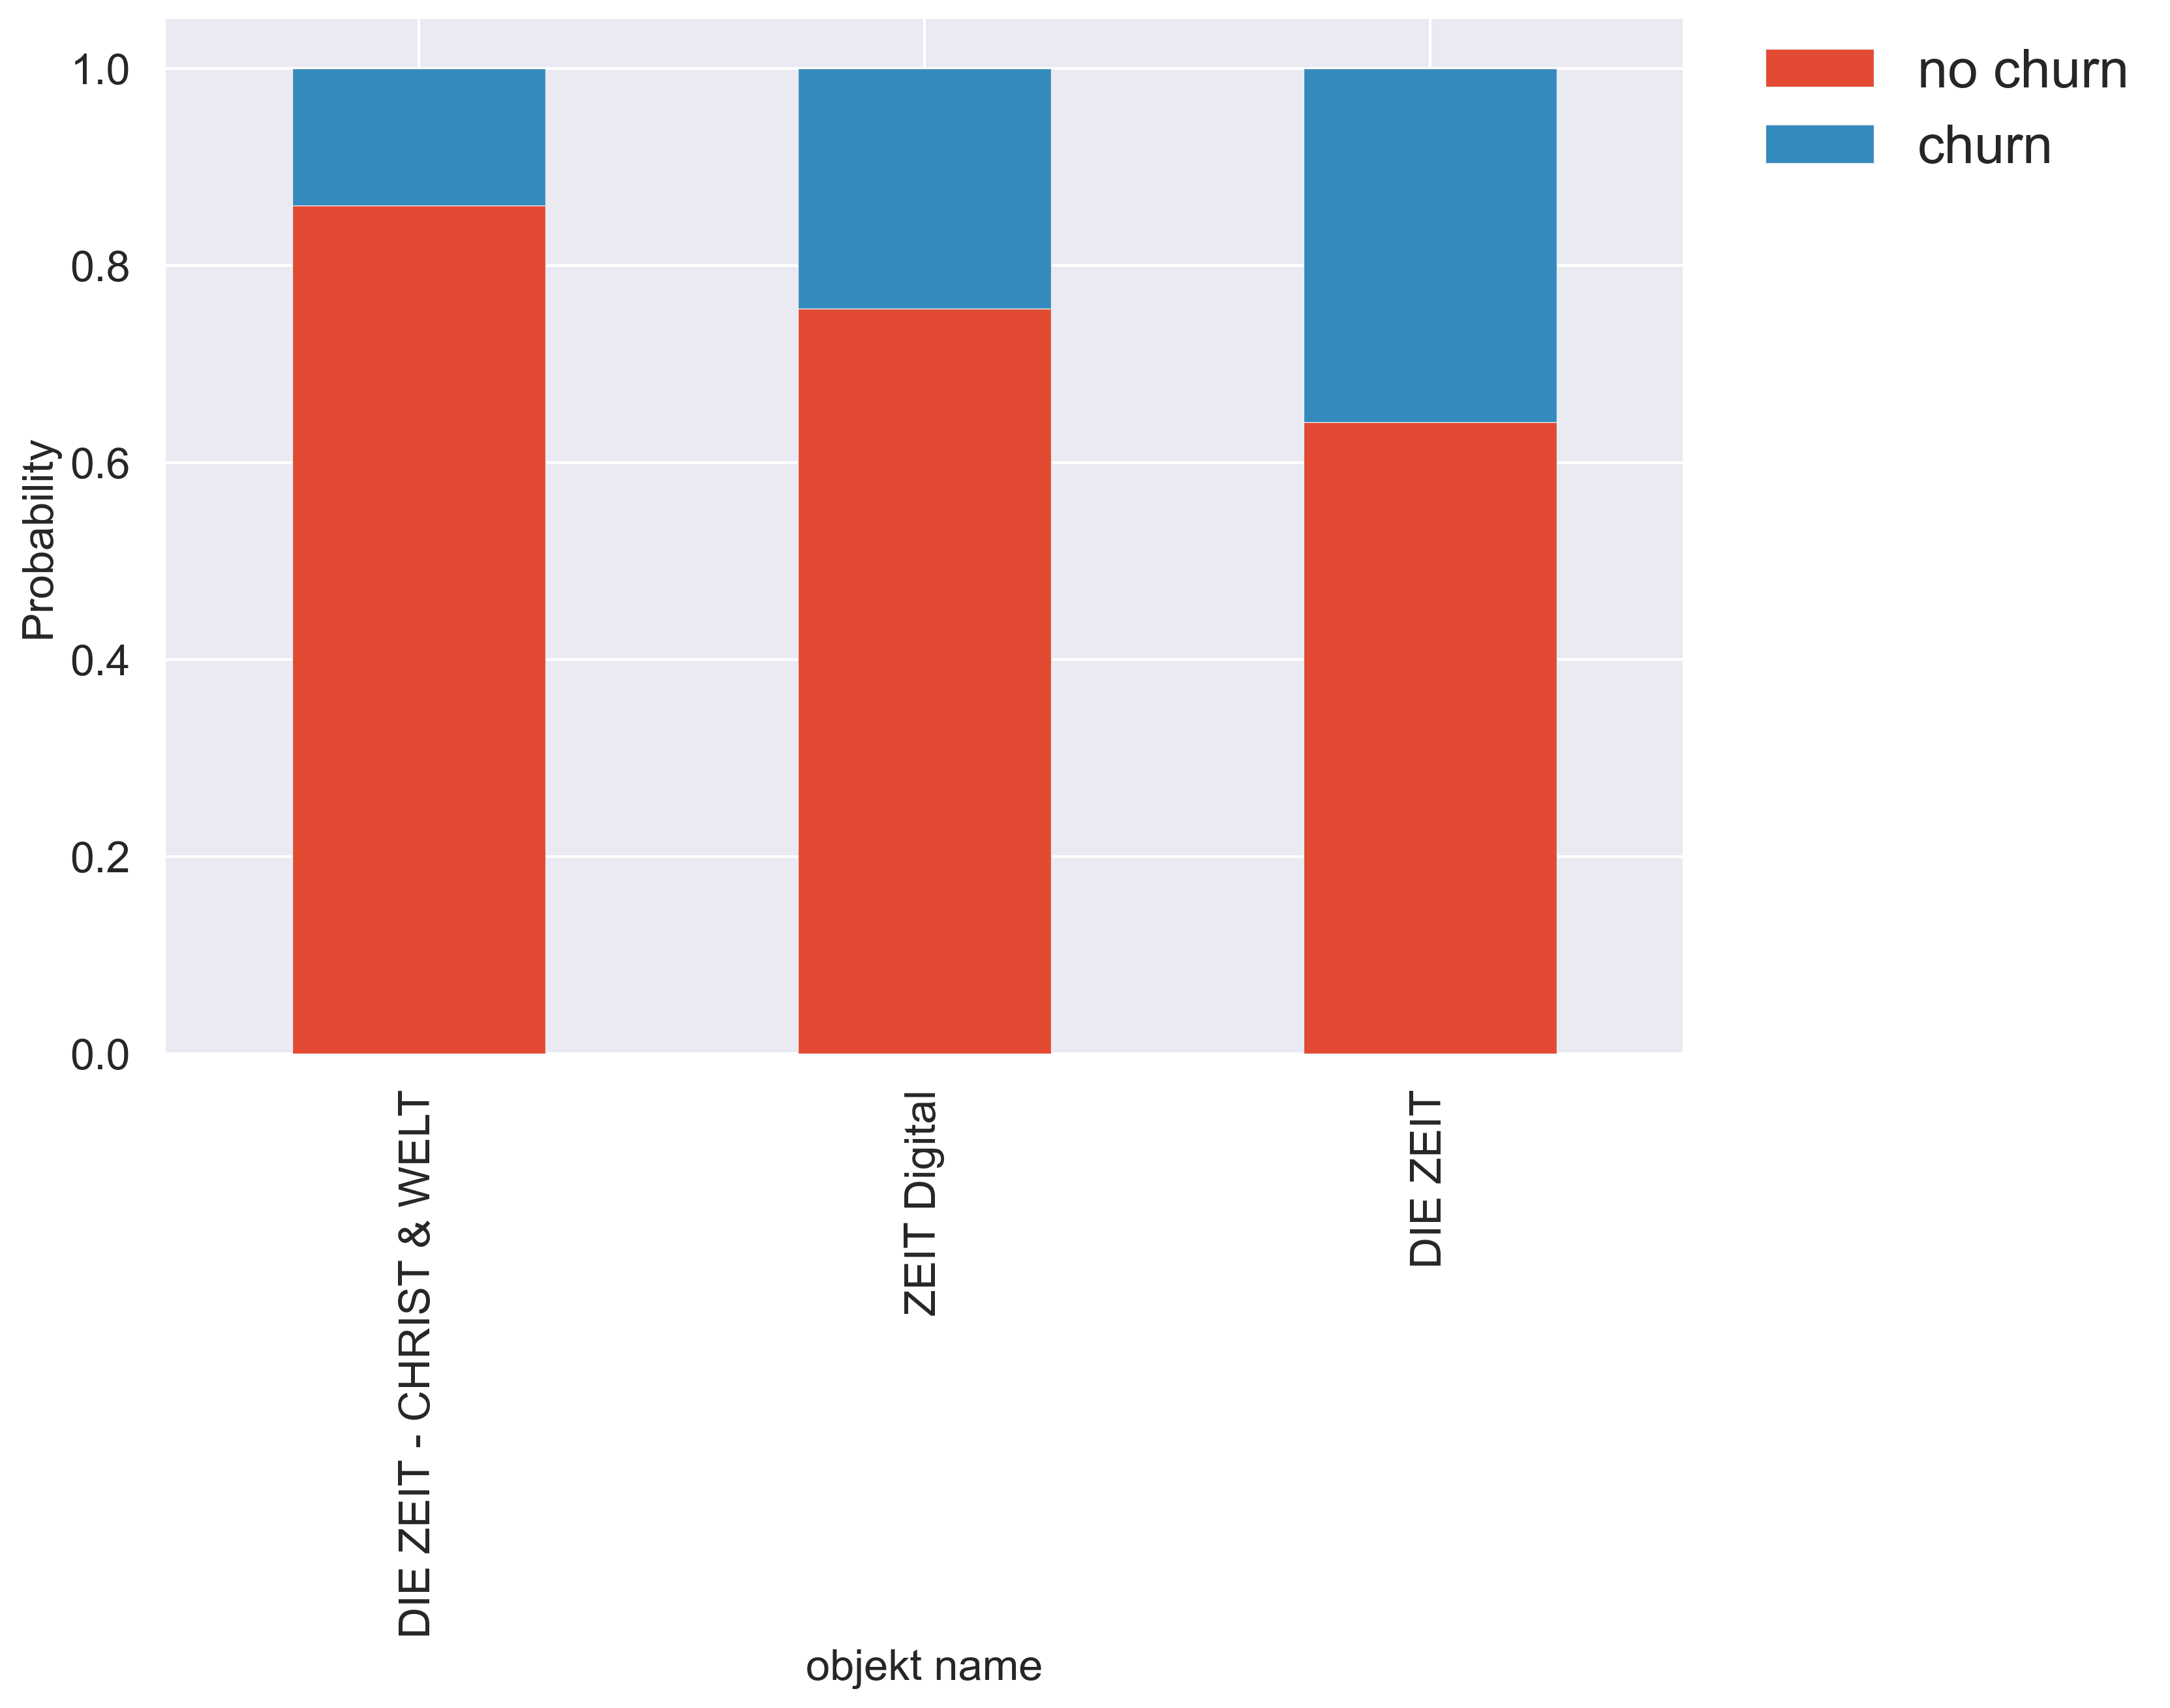 no churn
churn
Probability
1.0
0.8
0.6
0.4
0.2
0.0
DIE ZEIT - CHRIST & WELT
ZEIT Digital
DIE ZEIT
objekt name